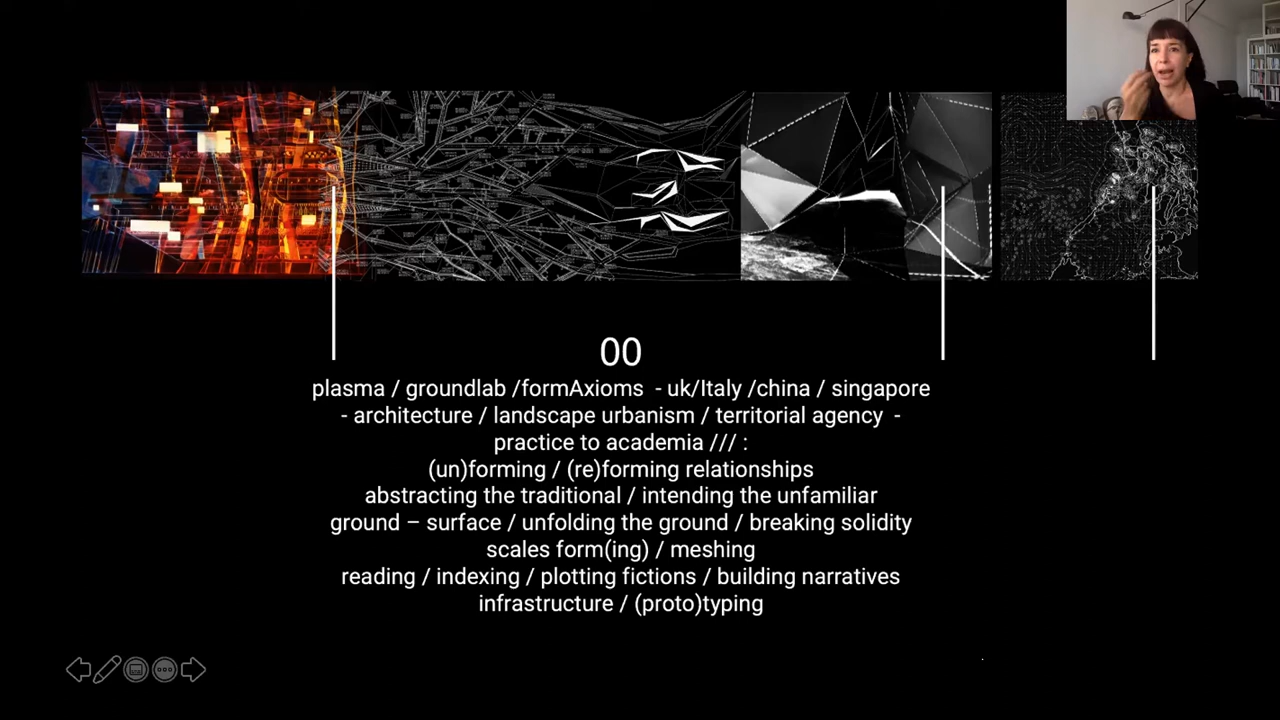 00
plasma / groundlab /formAxioms - uk/Italy /china / singapore
- architecture / landscape urbanism / territorial agency -
practice to academia /// :
(un)forming / (re)forming relationships
abstracting the traditional / intending the unfamiliar
ground – surface / unfolding the ground / breaking solidity
scales form(ing) / meshing
reading / indexing / plotting fictions / building narratives
infrastructure / (proto)typing